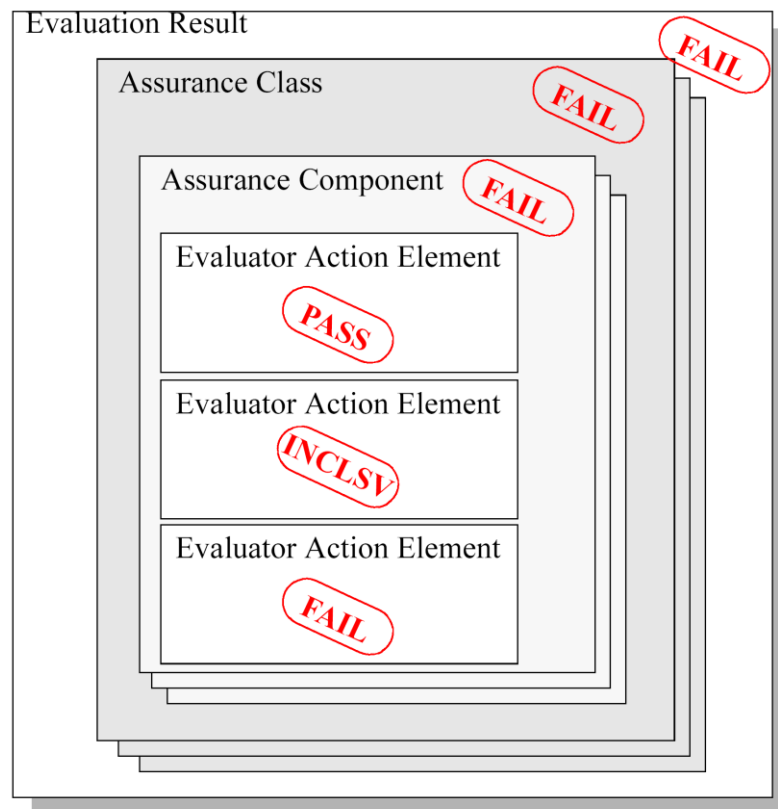 Evaluation Result
FAIL
Assurance Class
FAIL
Assurance Component
FAIL
Evaluator Action Element
PASS
Evaluator Action Element
INCLSV
Evaluator Action Element
FAIL